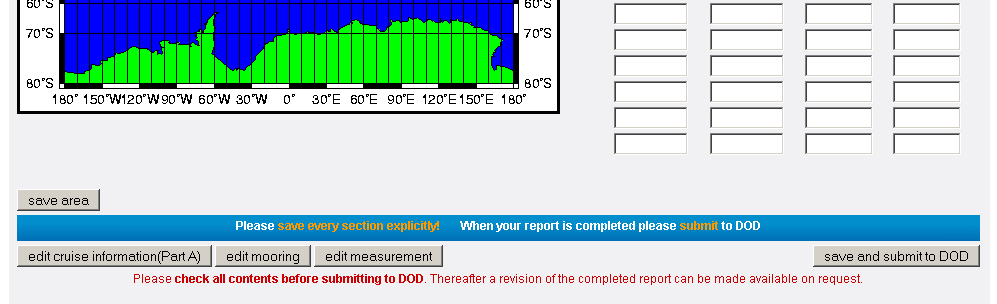 60°S 60°S
70°S 70°S
80°S 80°S
180° 150°W 120°W 90°W 60°W 30°W 0° 30°E 60°E 90°E 120°E 150°E 180°
save area
Please save every section explicitly! When your report is completed please submit to DOD
edit cruise information(Part A) edit mooring edit measurement save and submit to DOD
Please check all contents before submitting to DOD. Thereafter a revision of the completed report can be made available on request.